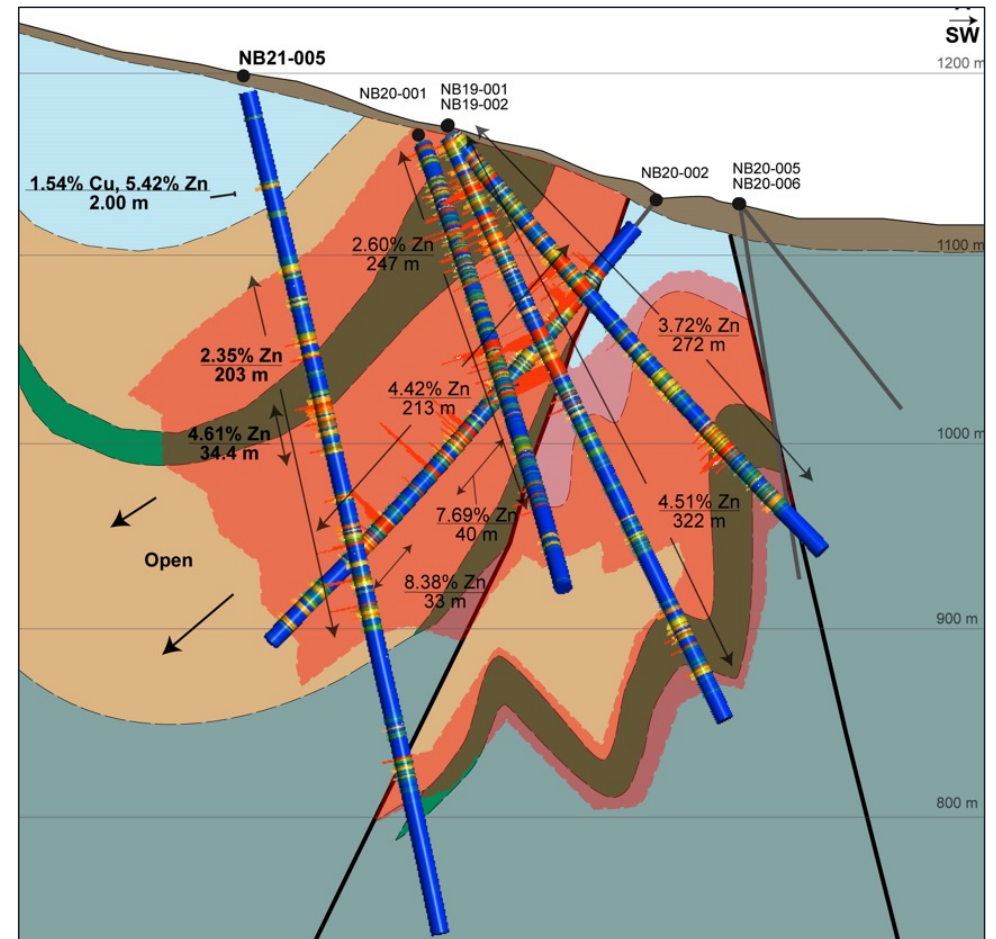 SW
1200 m
NB21-005
NB20-001
NB19-001
NB19-002
NB20-002
NB20-005
NB20-006
1.54% Cu, 5.42% Zn
2.00 m
1100 m
2.60% Zn
247 m
3.72% Zn
272 m
2.35% Zn
203 m
4.42% Zn
213 m
4.61% Zn
34.4 m
1000 m
7.69% Zn
40 m
4.51% Zn
322 m
Open
8.38% Zn
33 m
900 m
800 m